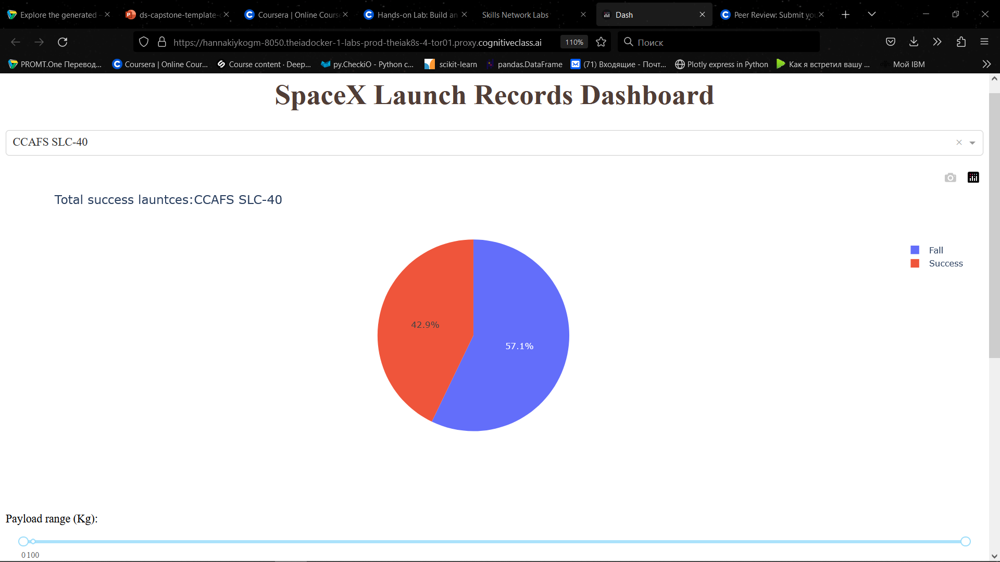 Explore the generated -
ds-capstone-template-
Coursera | Online Course
Hands-on Lab: Build an
Skills Network Labs
Dash
Peer Review: Submit you
https://hannakiykogm-8050.theiadocker-1-labs-prod-theiak8s-4-tor01.proxy.cognitiveclass.ai
110%
Поиск
PROMT.One Перевод...
Coursera | Online Cour...
Course content · Deep...
py.CheckiO - Python c...
scikit-learn
pandas.DataFrame
(71) Входящие - Почт...
Plotly express in Python
Как я встретил вашу ...
Мой IBM
SpaceX Launch Records Dashboard
CCAFS SLC-40
Total success launtces:CCAFS SLC-40
Fall
Success
42.9%
57.1%
Payload range (Kg):
0 100